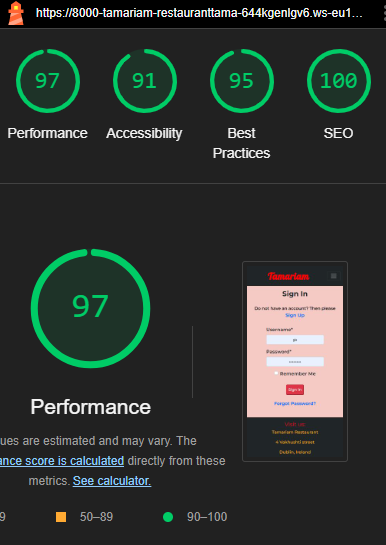 https://8000-tamariam-restauranttama-644kgenlgv6.ws-eu1…
97
91
95
100
Performance
Accessibility
Best
Practices
SEO
97
Performance
ues are estimated and may vary. The
ance score is calculated directly from these
metrics. See calculator.
9
50–89
90–100
Tamariam
Sign In
Do not have an account? Then please
Sign Up
Username*
Password*
Remember Me
Sign In
Forgot Password?
Tamariam Restaurant
4 Vakhushti street
Dublin, Ireland